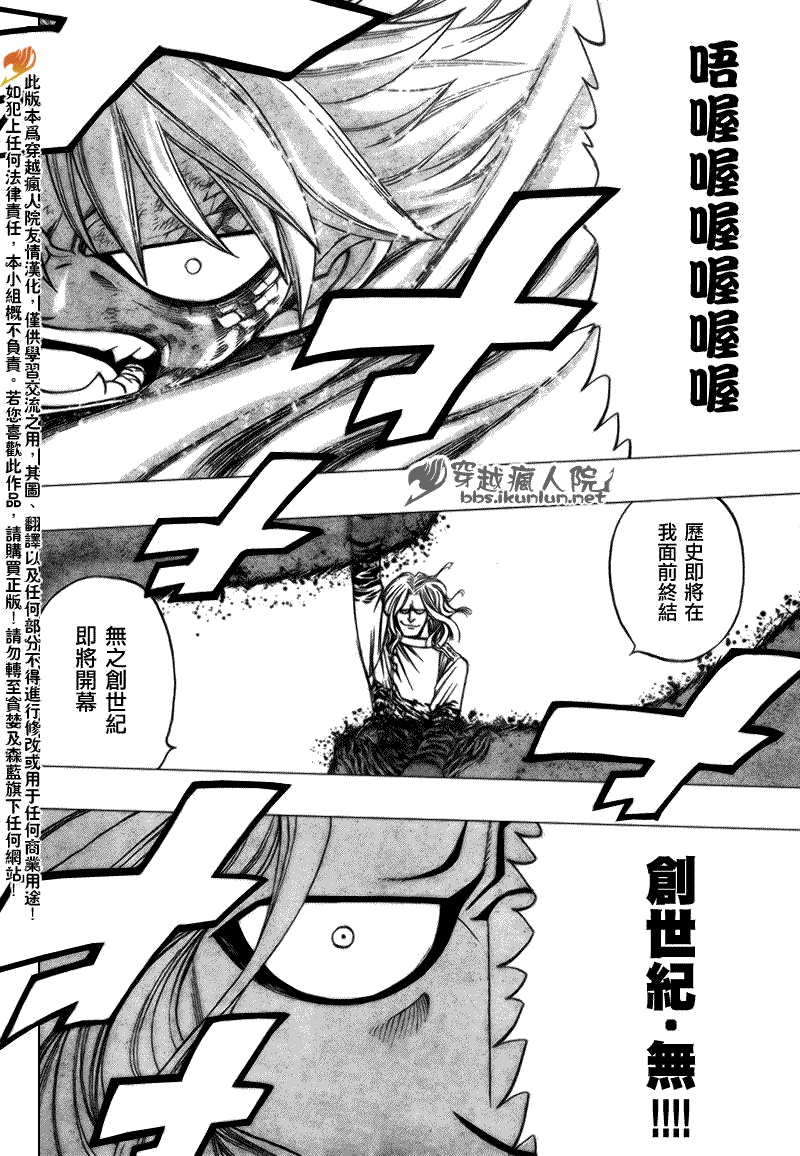 唔喔喔喔喔喔喔
穿越瘋人院
bbs.ikunlun.net
歷史即將在
我面前終結
無之創世紀
即將開幕
創世紀·無!!!!
此版本爲穿越瘋人院友情漢化，僅供學習交流之用，其圖、翻譯以及任何部分不得進行修改或用于任何商業用途！
如犯上任何法律責任，本小組概不負責。若您喜歡此作品，請購買正版！請勿轉至貪婪及森藍旗下任何網站！